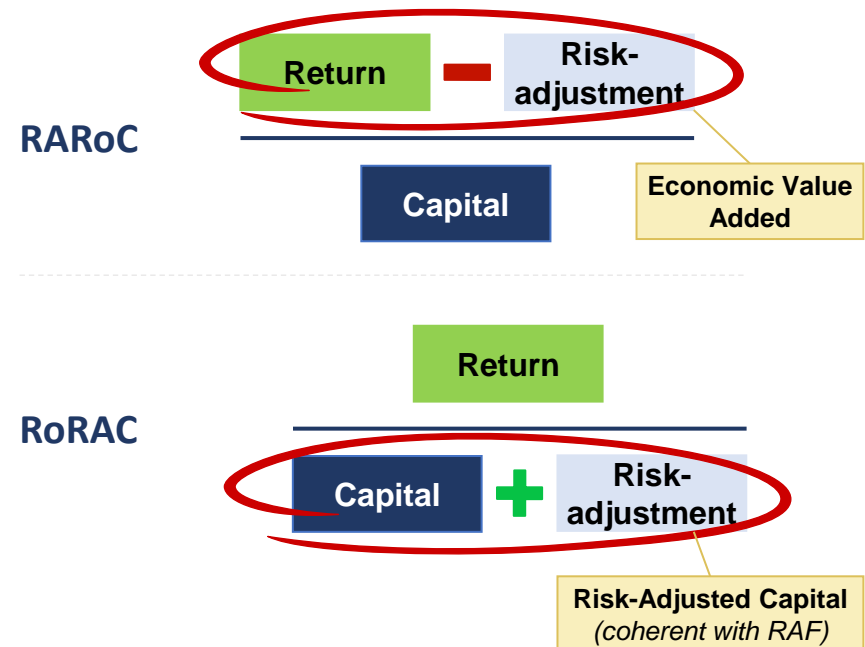 Return
Risk-
adjustment
RARoC
Capital
Economic Value
Added
Return
RoRAC
Capital
Risk-
adjustment
Risk-Adjusted Capital
(coherent with RAF)